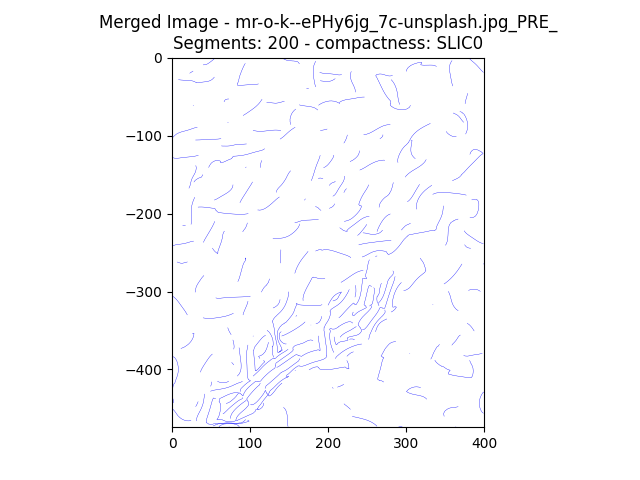 Merged Image - mr-o-k--ePHy6jg_7c-unsplash.jpg_PRE_
Segments: 200 - compactness: SLIC0
0
−100
−200
−300
−400
0 100 200 300 400